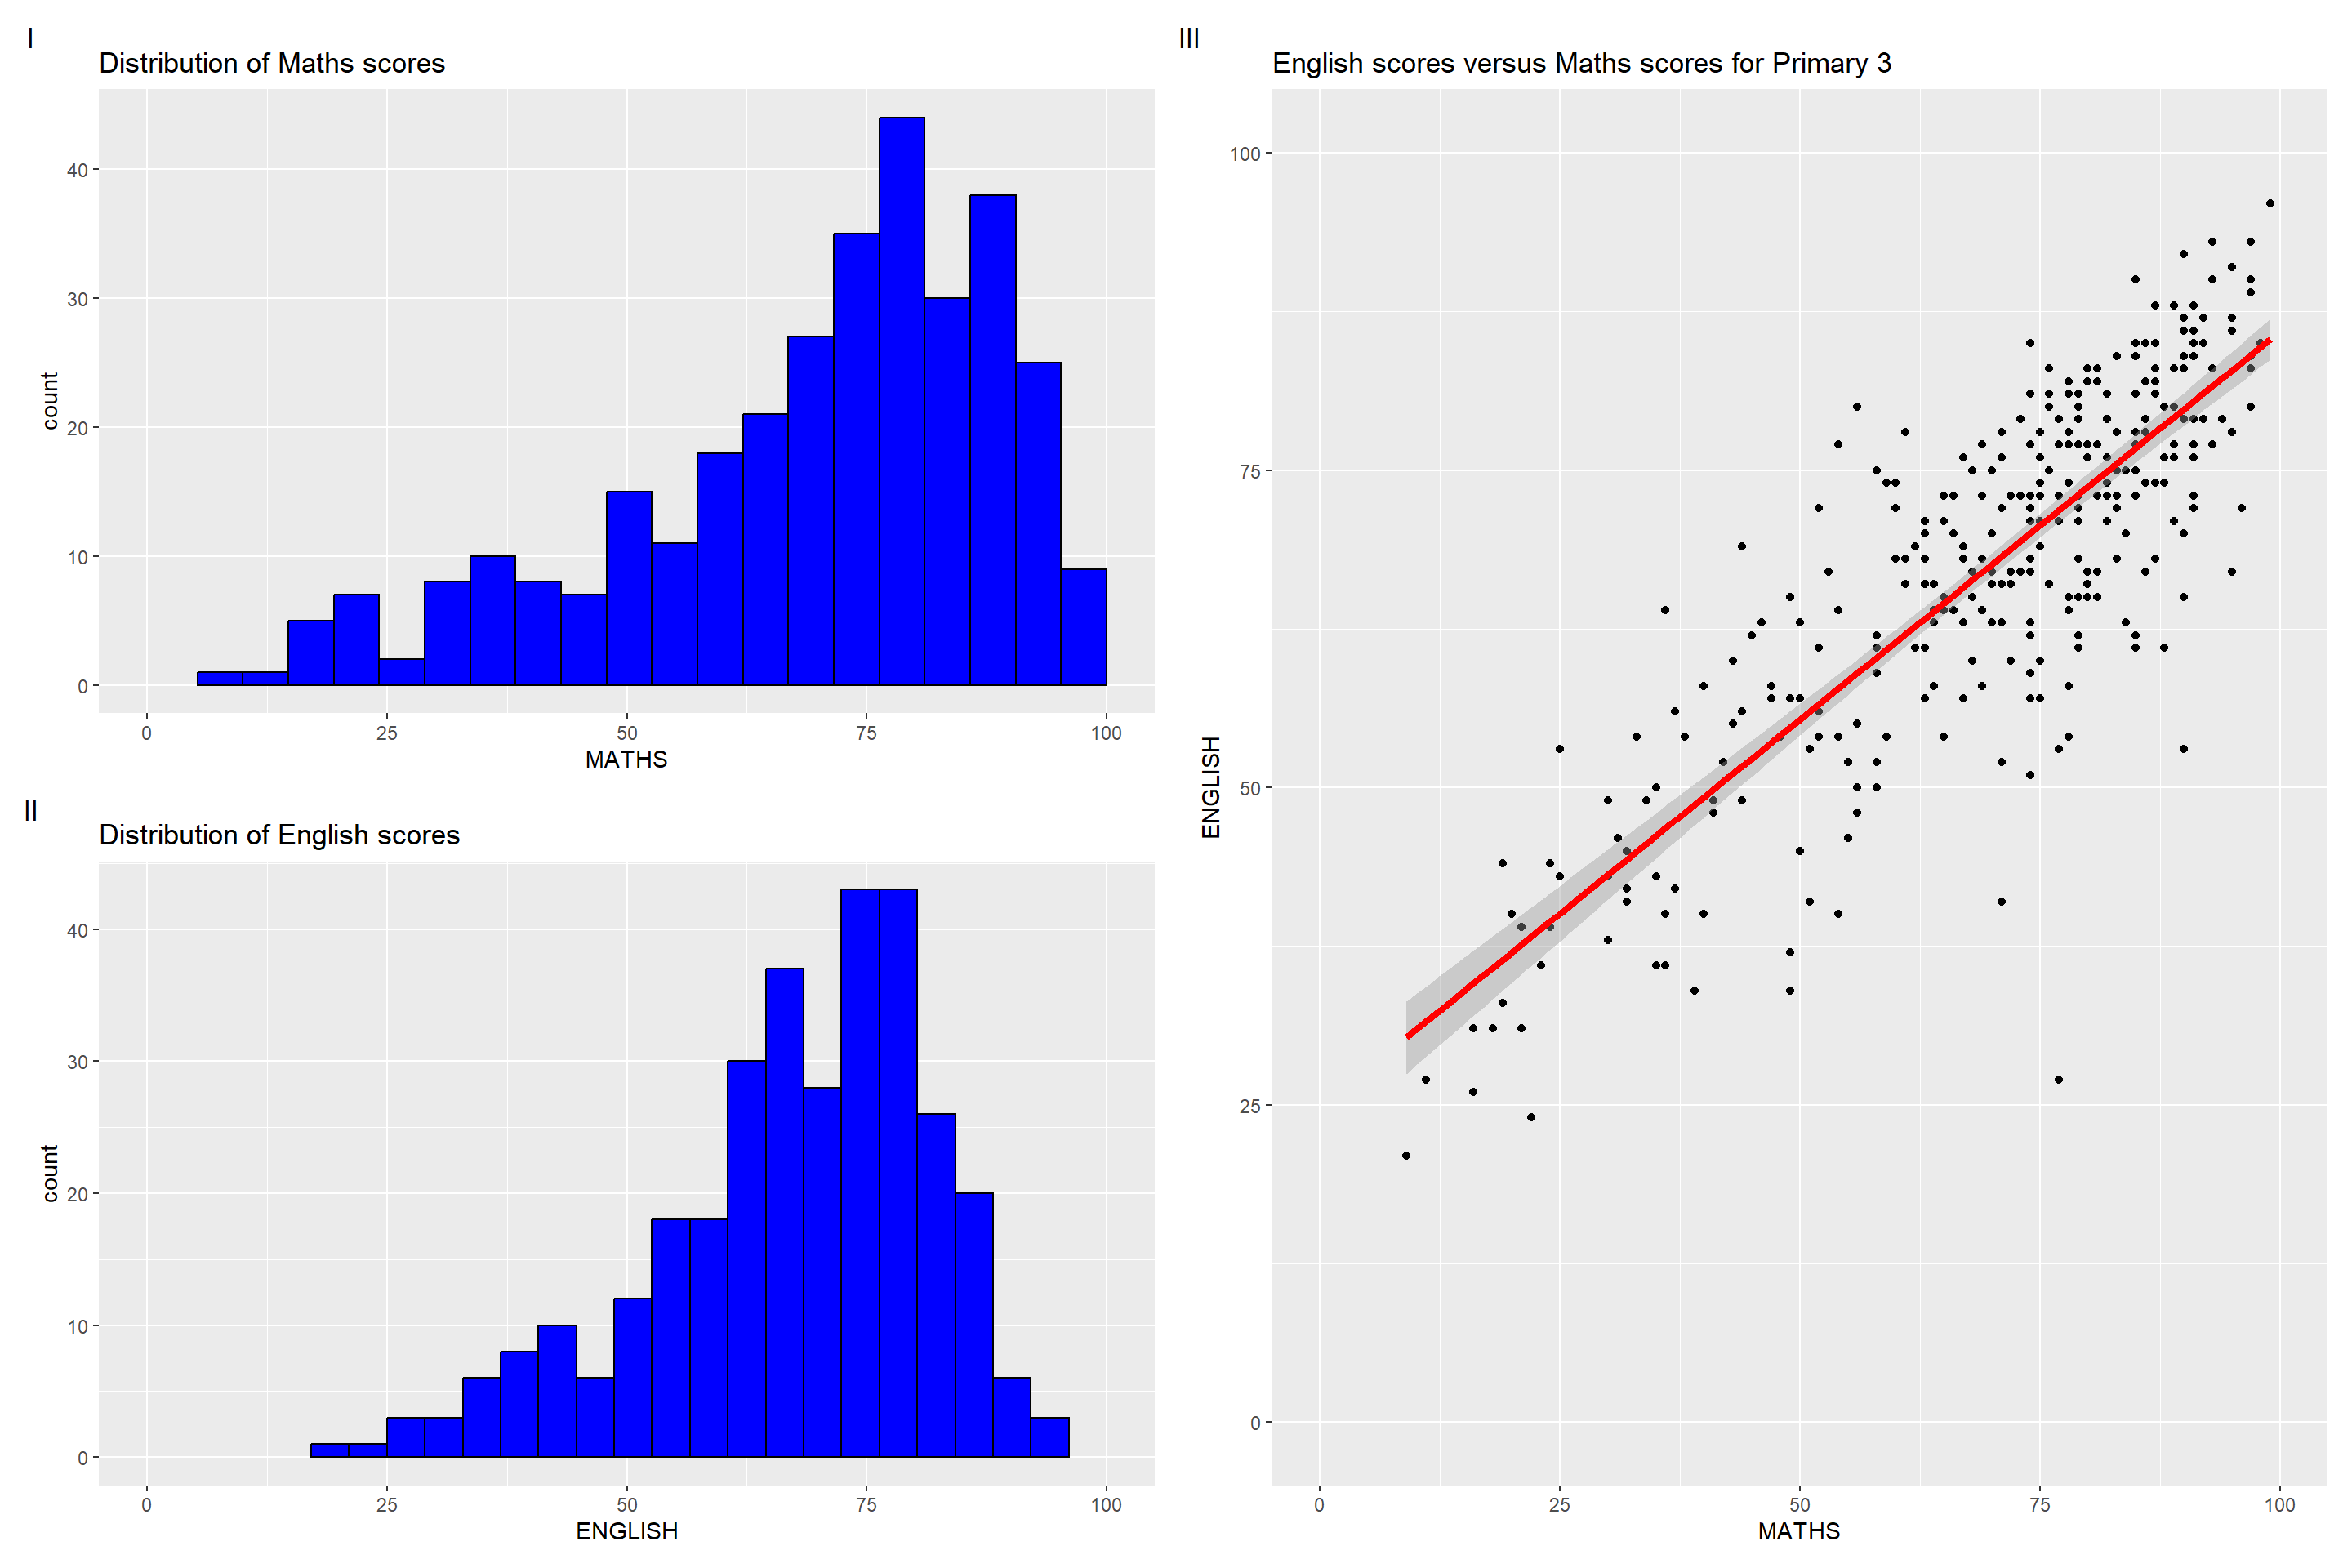 I
Distribution of Maths scores
40
30
20
10
0
count
0 25 50 75 100
MATHS
II
Distribution of English scores
40
30
20
10
0
count
0 25 50 75 100
ENGLISH
III
English scores versus Maths scores for Primary 3
100
75
50
25
0
ENGLISH
0 25 50 75 100
MATHS